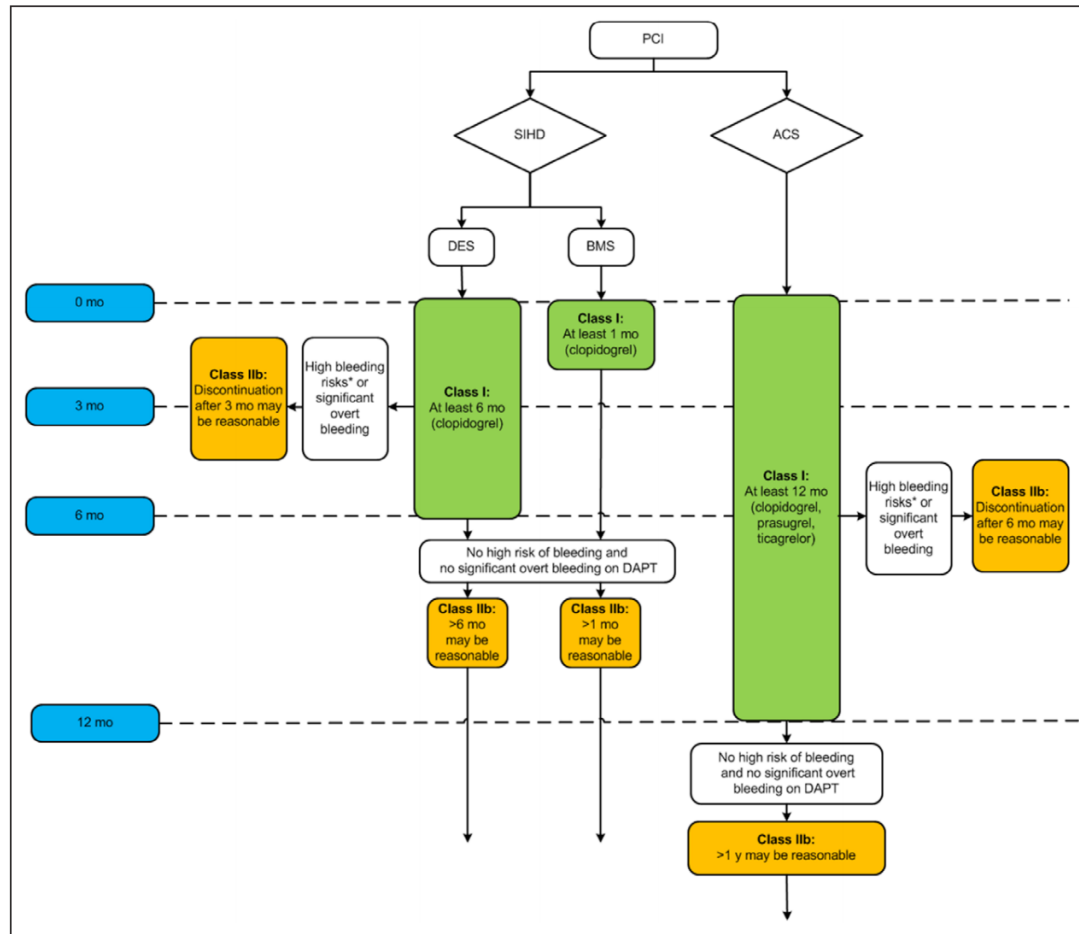 PCI
SIHD
ACS
DES
BMS
0 mo
Class I:
At least 1 mo
(clopidogrel)
Class IIb:
Discontinuation
after 3 mo may
be reasonable
High bleeding
risks* or
significant
overt
bleeding
Class I:
At least 6 mo
(clopidogrel)
3 mo
Class I:
At least 12 mo
(clopidogrel,
prasugrel,
ticagrelor)
High bleeding
risks* or
significant
overt
bleeding
Class IIb:
Discontinuation
after 6 mo may
be reasonable
6 mo
No high risk of bleeding and
no significant overt bleeding on DAPT
Class IIb:
>6 mo
may be
reasonable
Class IIb:
>1 mo
may be
reasonable
12 mo
No high risk of bleeding
and no significant overt
bleeding on DAPT
Class IIb:
>1 y may be reasonable